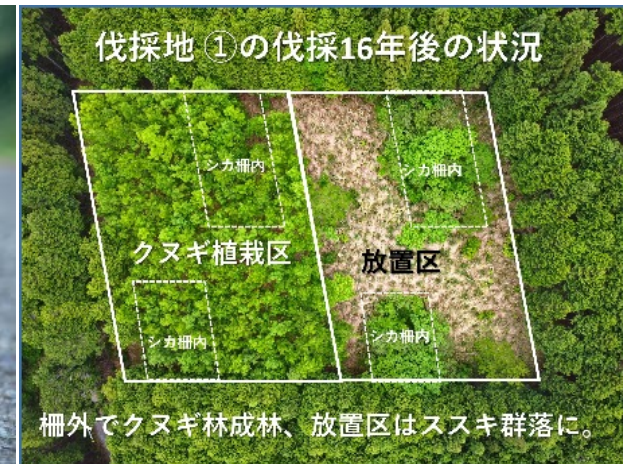 伐採地 ①の伐採16年後の状況
シカ柵内
シカ柵内
クヌギ植栽区
放置区
シカ柵内
シカ柵内
柵外でクヌギ林成林、放置区はススキ群落に。